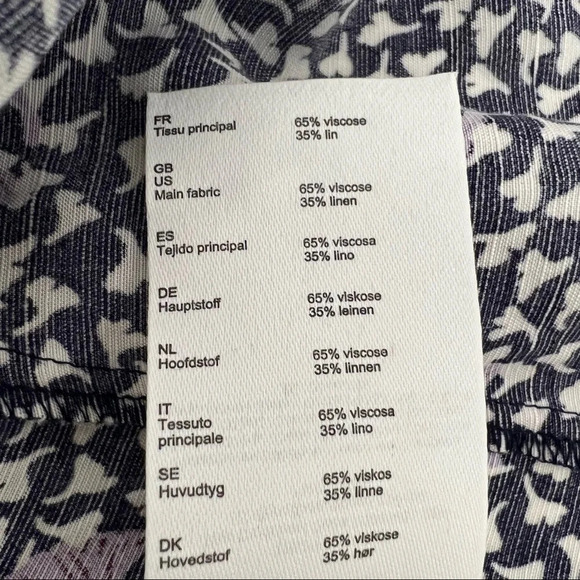 FR
Tissu principal 65% viscose
35% lin
GB
US
Main fabric 65% viscose
35% linen
ES
Tejido principal 65% viscosa
35% lino
DE
Hauptstoff 65% viskose
35% leinen
NL
Hoofdstof 65% viscose
35% linnen
IT
Tessuto 65% viscosa
principale 35% lino
SE
Huvudtyg 65% viskos
35% linne
DK
Hovedstof 65% viskose
35% hør